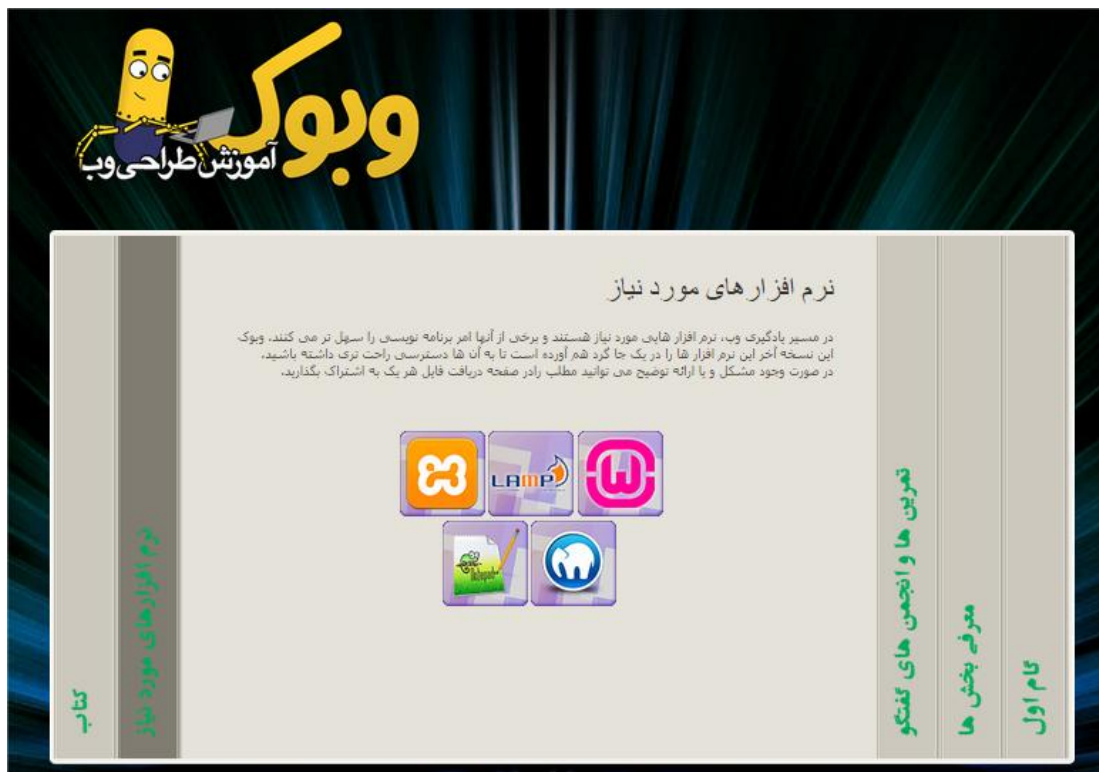 وبوک
آموزش طراحی وب
نرم افزار های مورد نیاز
در مسیر یادگیری وب، نرم افزار هایی مورد نیاز هستند و برخی از آنها امر برنامه نویسی را سهل تر می کنند. وبوک
این نسخه آخر این نرم افزار ها را در یک جا گرد هم آورده است تا به آن ها دسترسی راحت تری داشته باشید.
در صورت وجود مشکل و یا ارائه توضیح می توانید مطلب رادر صفحه دریافت فایل هر یک به اشتراک بگذارید.
LAMP
گام اول
معرفی بخش ها
تمرین ها و انجمن های گفتگو
نرم افزارهای مورد نیاز
کتاب